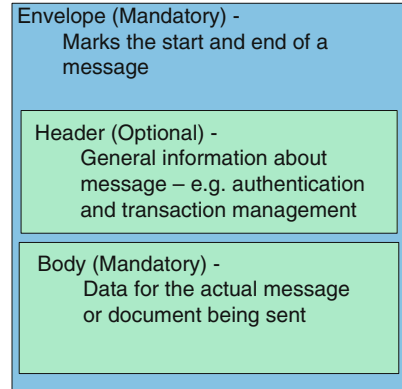 Envelope (Mandatory) -
Marks the start and end of a
message
Header (Optional) -
General information about
message – e.g. authentication
and transaction management
Body (Mandatory) -
Data for the actual message
or document being sent